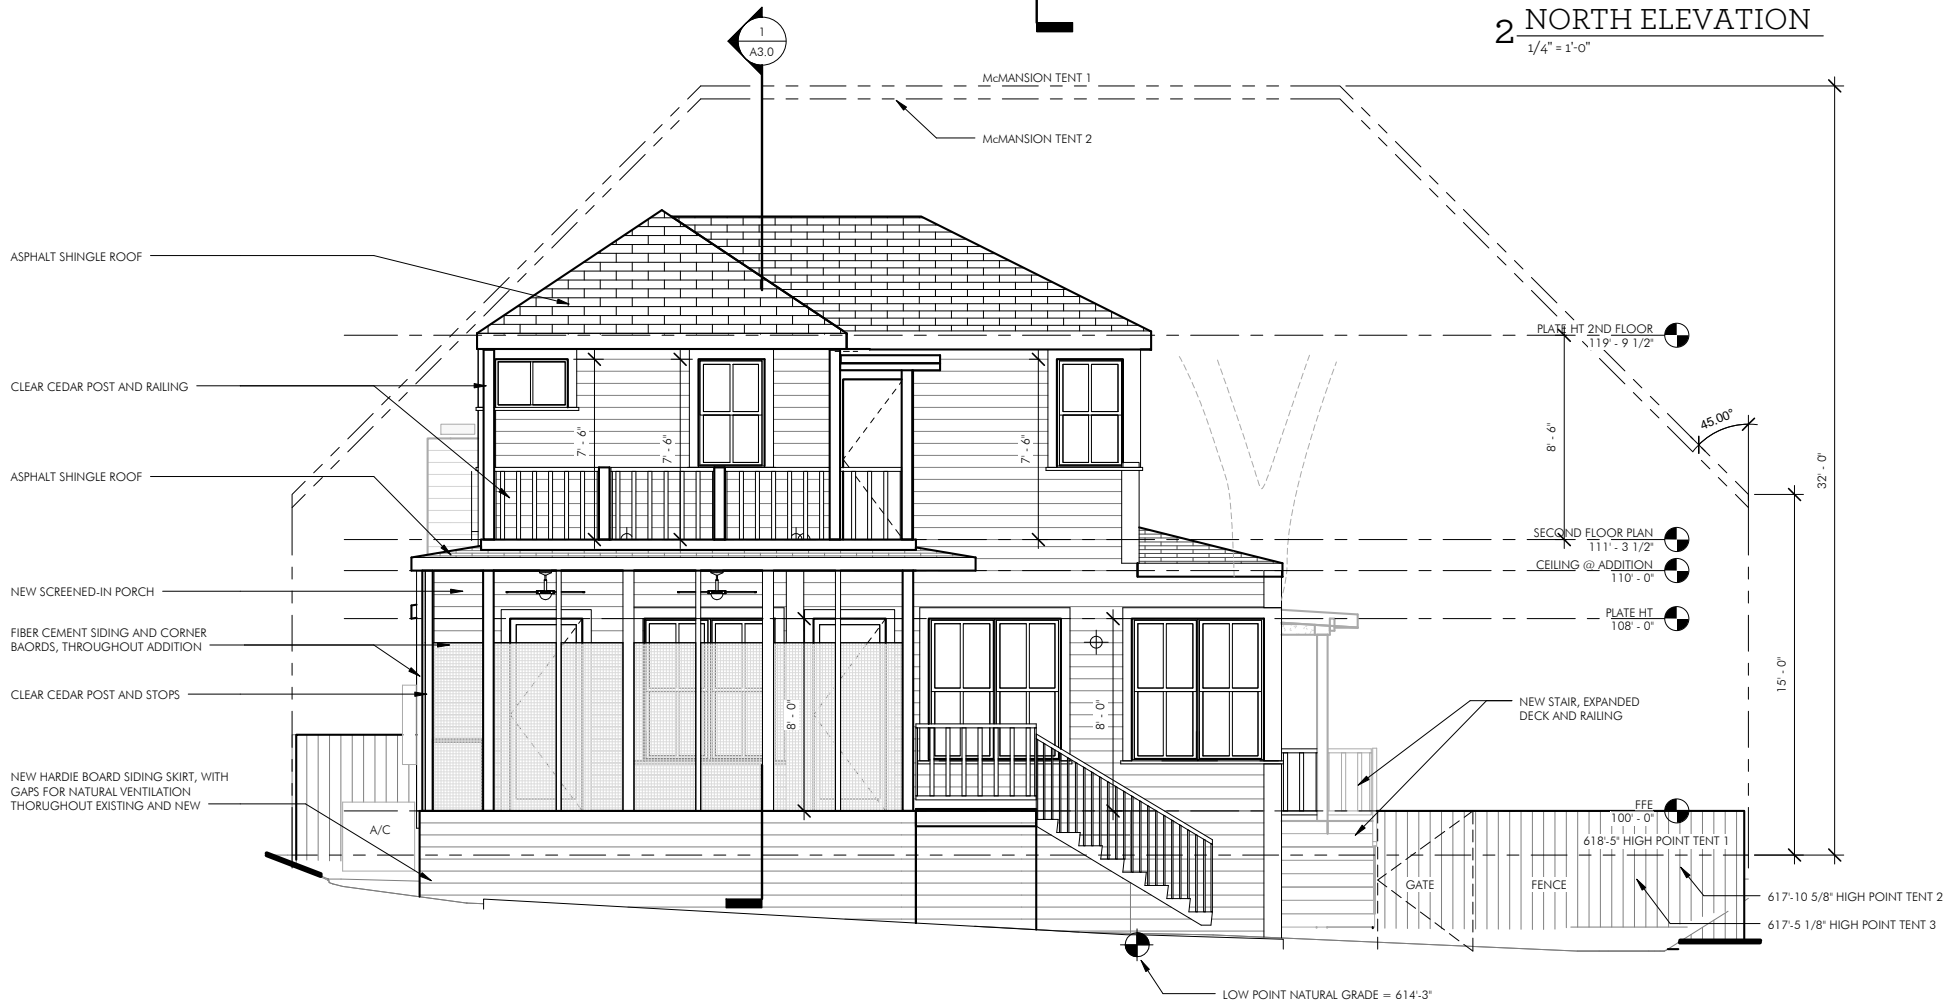 2 NORTH ELEVATION
1/4" = 1'-0"
1
A3.0
McMANSION TENT 1
McMANSION TENT 2
ASPHALT SHINGLE ROOF
PLATE HT 2ND FLOOR
119' - 9 1/2"
CLEAR CEDAR POST AND RAILING
45.00°
7' - 6"
7' - 6"
7' - 6"
8' - 6"
32' - 0"
ASPHALT SHINGLE ROOF
SECOND FLOOR PLAN
111' - 3 1/2"
CEILING @ ADDITION
110' - 0"
NEW SCREENED-IN PORCH
PLATE HT
108' - 0"
FIBER CEMENT SIDING AND CORNER
BAORDS, THROUGHOUT ADDITION
15' - 0"
CLEAR CEDAR POST AND STOPS
8' - 0"
8' - 0"
NEW STAIR, EXPANDED
DECK AND RAILING
NEW HARDIE BOARD SIDING SKIRT, WITH
GAPS FOR NATURAL VENTILATION
THORUGHOUT EXISTING AND NEW
A/C
FFE
100' - 0"
618'-5" HIGH POINT TENT 1
GATE
FENCE
617'-10 5/8" HIGH POINT TENT 2
617'-5 1/8" HIGH POINT TENT 3
LOW POINT NATURAL GRADE = 614'-3"